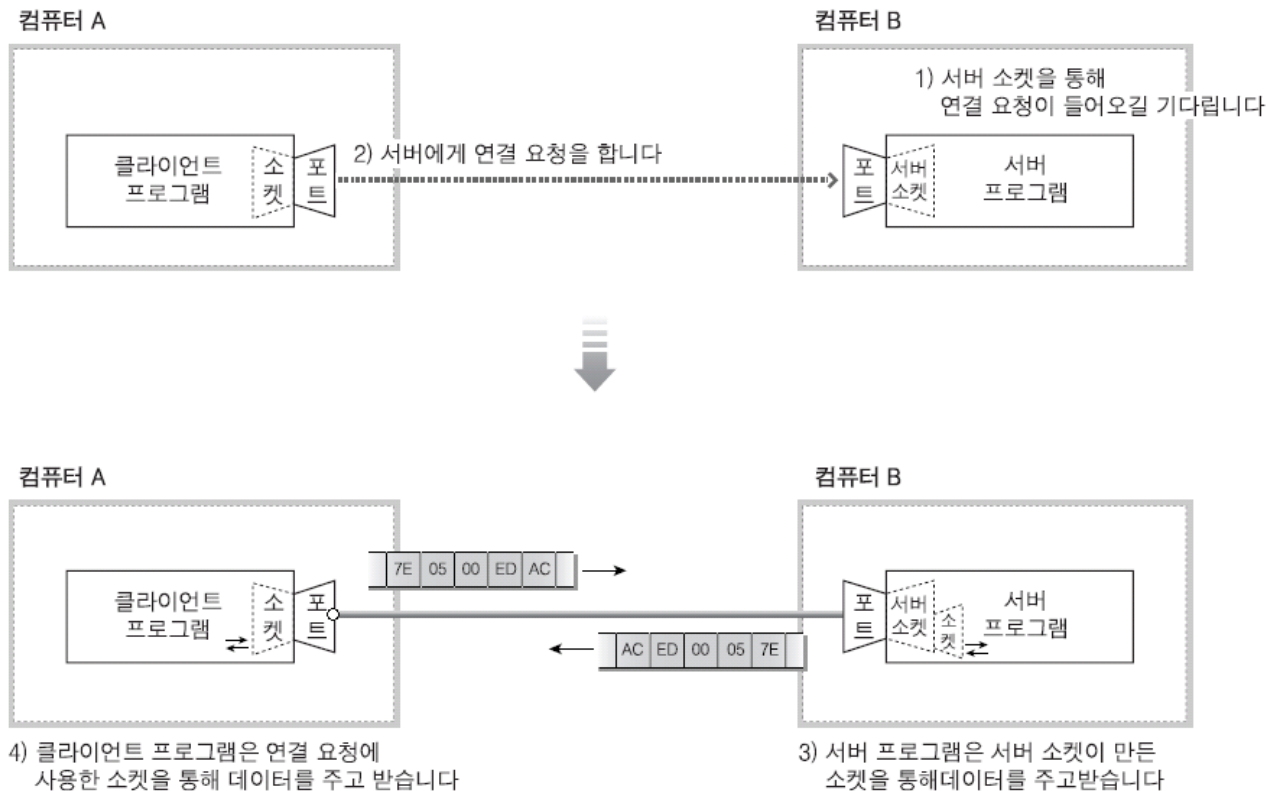 컴퓨터 A
컴퓨터 B
1) 서버 소켓을 통해
연결 요청이 들어오길 기다립니다
클라이언트
프로그램
소
켓
포
트
2) 서버에게 연결 요청을 합니다
포
트
서버
소켓
서버
프로그램
컴퓨터 A
컴퓨터 B
클라이언트
프로그램
소
켓
포
트
7E 05 00 ED AC
AC ED 00 05 7E
포
트
서버
소켓
소
켓
서버
프로그램
4) 클라이언트 프로그램은 연결 요청에
사용한 소켓을 통해 데이터를 주고 받습니다
3) 서버 프로그램은 서버 소켓이 만든
소켓을 통해데이터를 주고받습니다